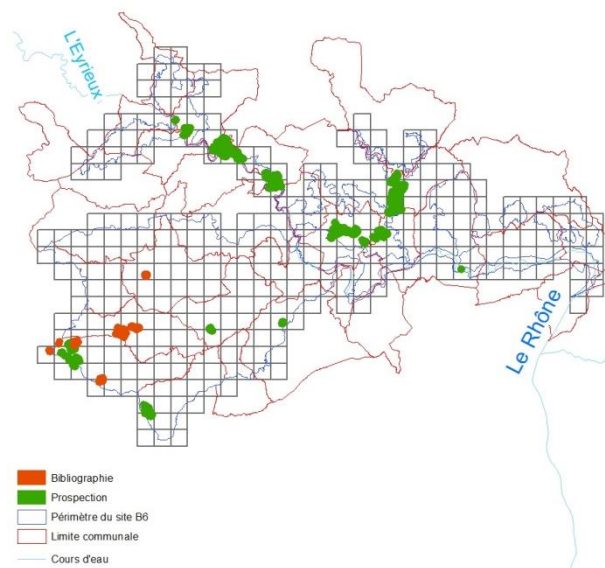 L'Eyrieux
Le Rhône
Bibliographie
Prospection
Périmètre du site B6
Limite communale
Cours d'eau